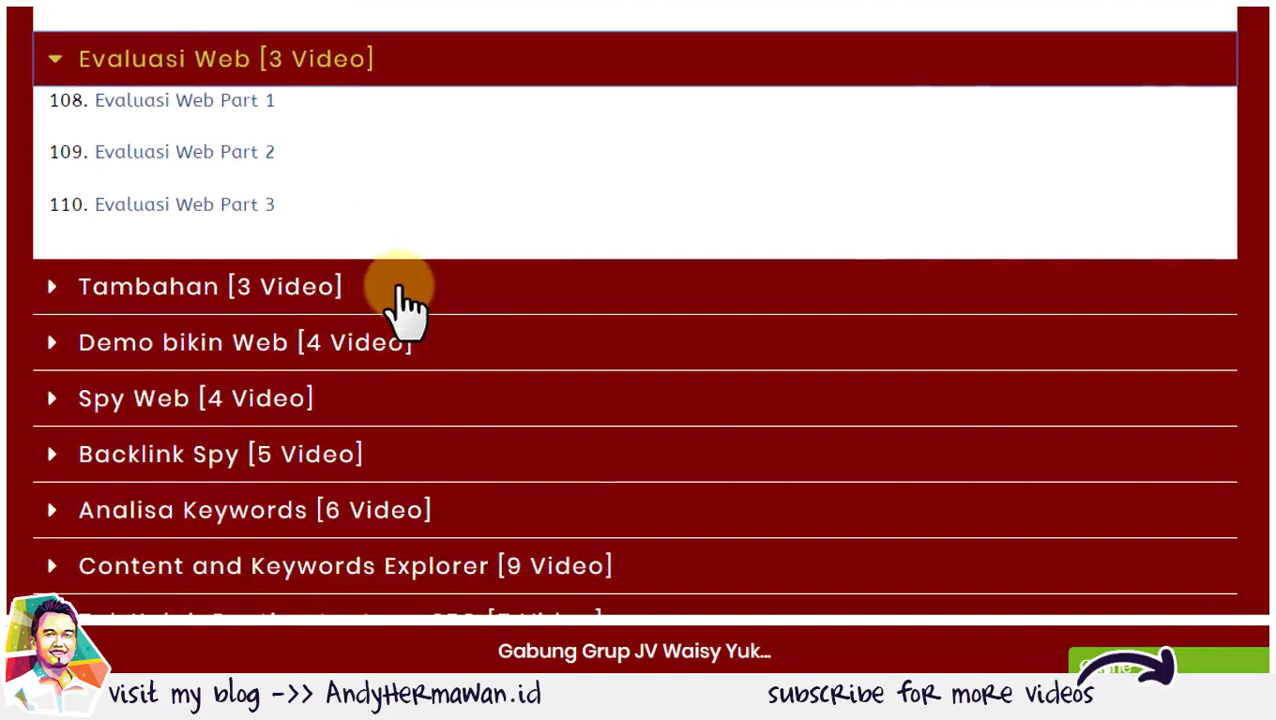 Evaluasi Web [3 Video]
108. Evaluasi Web Part 1
109. Evaluasi Web Part 2
110. Evaluasi Web Part 3
Tambahan [3 Video]
Demo bikin Web [4 Video]
Spy Web [4 Video]
Backlink Spy [5 Video]
Analisa Keywords [6 Video]
Content and Keywords Explorer [9 Video]
Gabung Grup JV Waisy Yuk...
visit my blog ->> AndyHermawan.id
subscribe for more videos